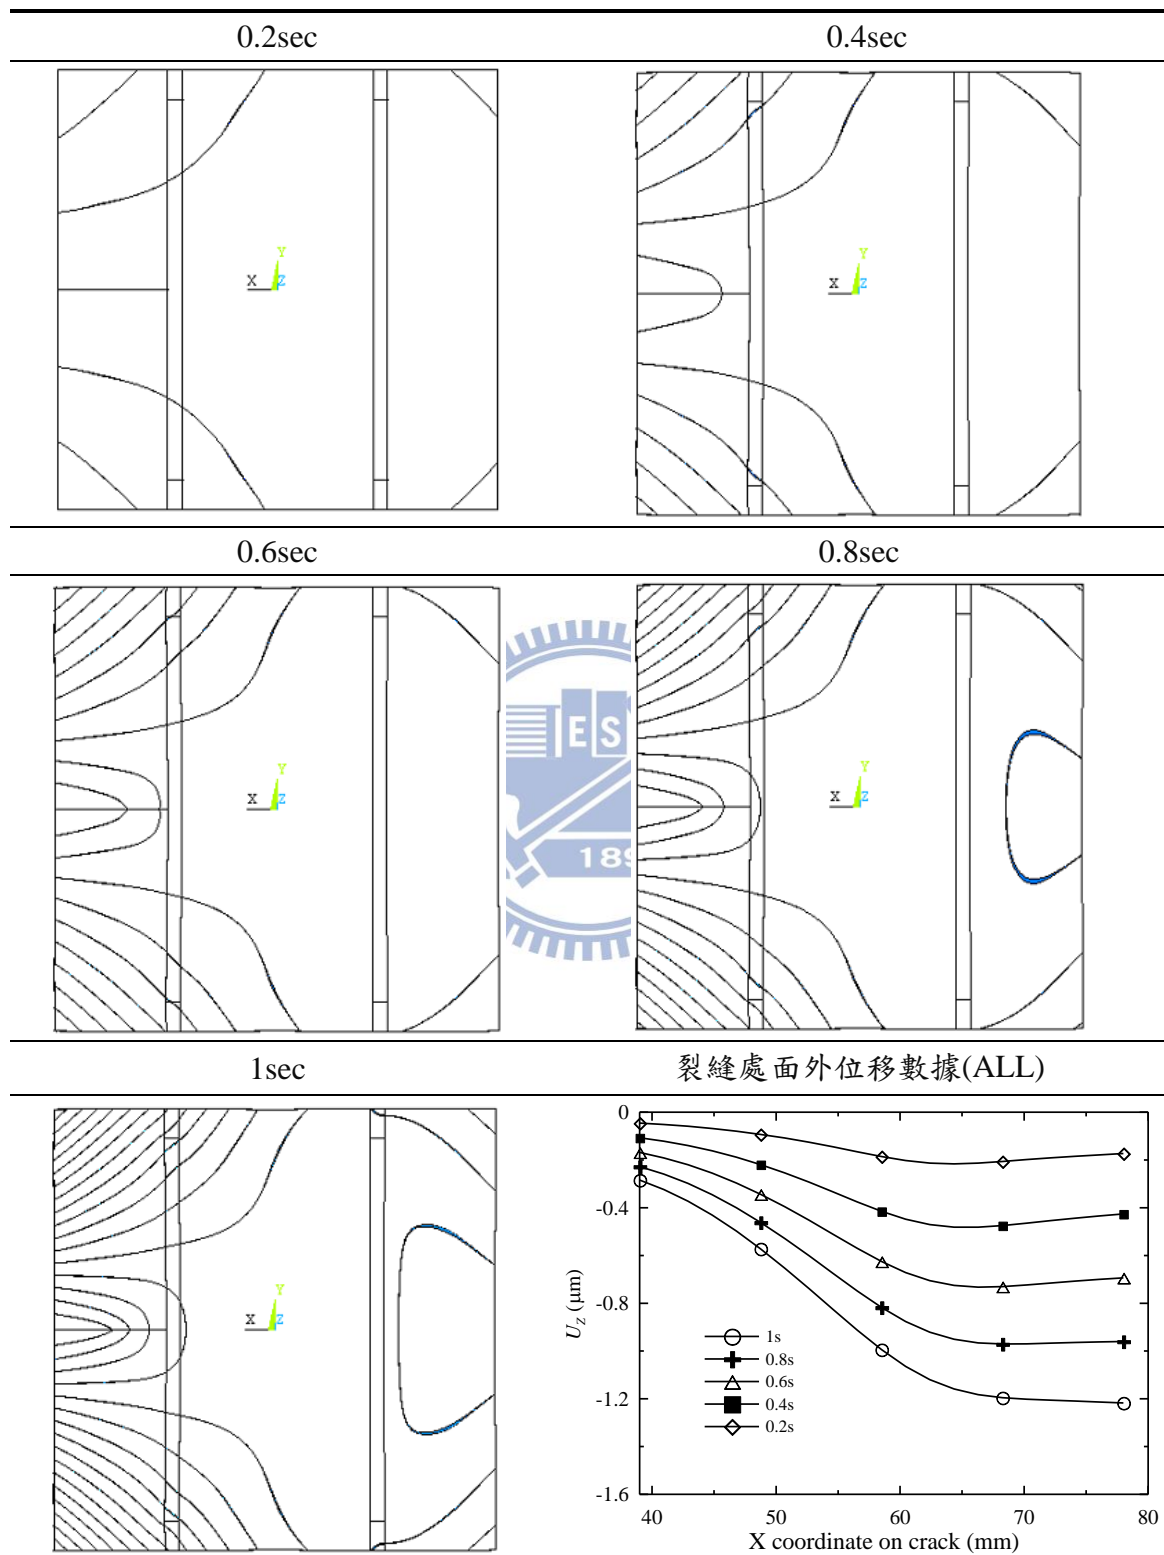 0.2sec 0.4sec
Y Y
X Z X Z
0.6sec 0.8sec
ES
Y Y
X Z X Z
189
1sec 裂縫處面外位移數據(ALL)
Y
X Z
0
-0.4
-0.8
-1.2
-1.6
U_Z (μm)
1s
0.8s
0.6s
0.4s
0.2s
40 50 60 70 80
X coordinate on crack (mm)